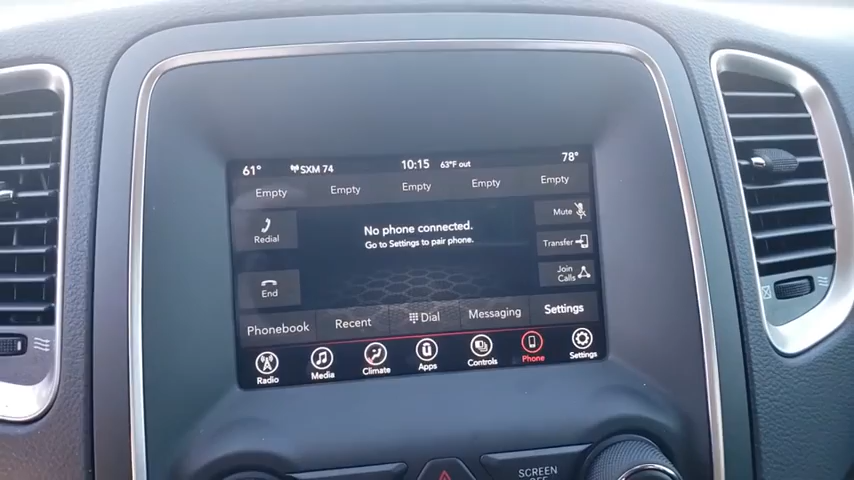 61° SXM 74 10:15 63°F out 78°
Empty Empty Empty Empty Empty
Redial
No phone connected.
Go to Settings to pair phone.
Mute
Transfer
Join
Calls
End
Phonebook Recent Dial Messaging Settings
Radio Media Climate Apps Controls Phone Settings
SCREEN
OFF